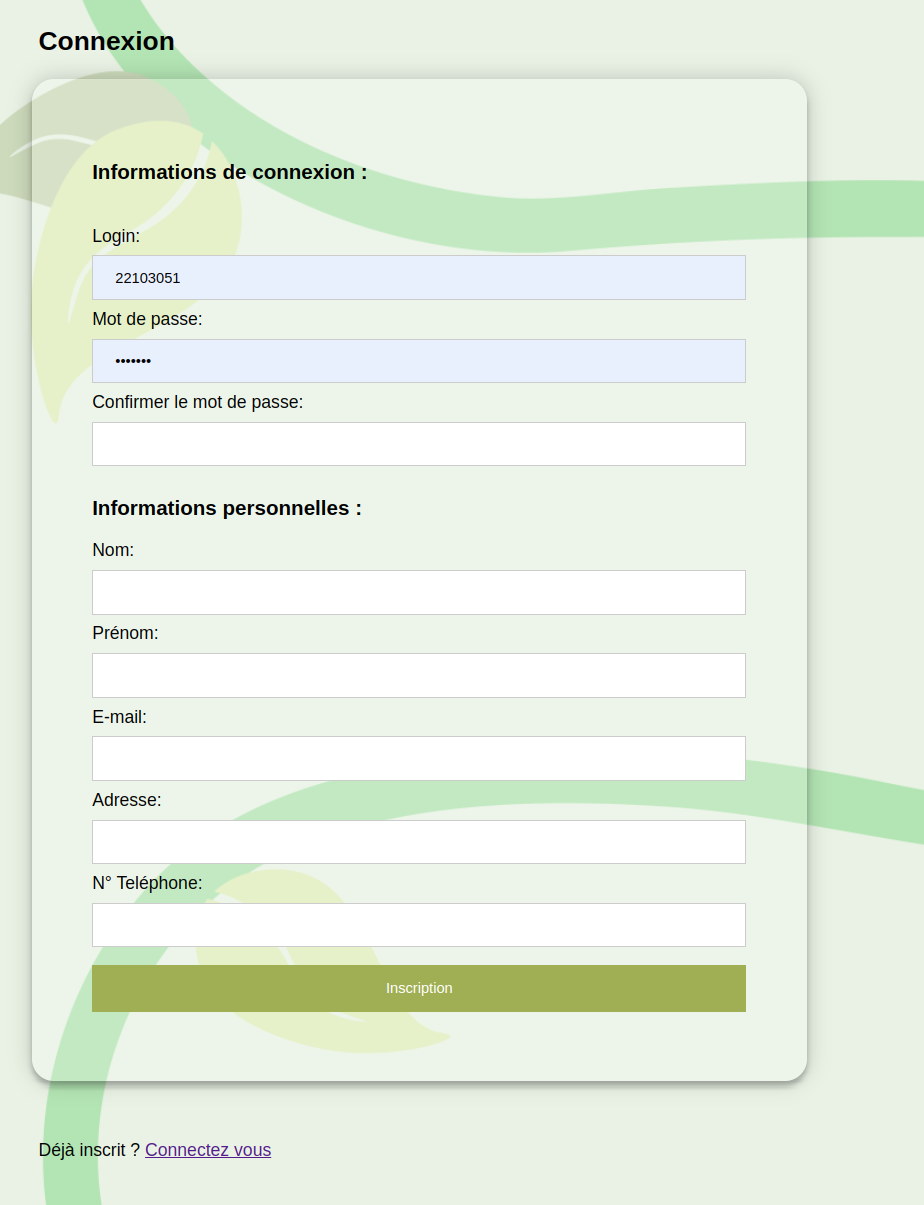 Connexion
Informations de connexion :
Login:
22103051
Mot de passe:
•••••••
Confirmer le mot de passe:
Informations personnelles :
Nom:
Prénom:
E-mail:
Adresse:
N° Teléphone:
Inscription
Déjà inscrit ? Connectez vous